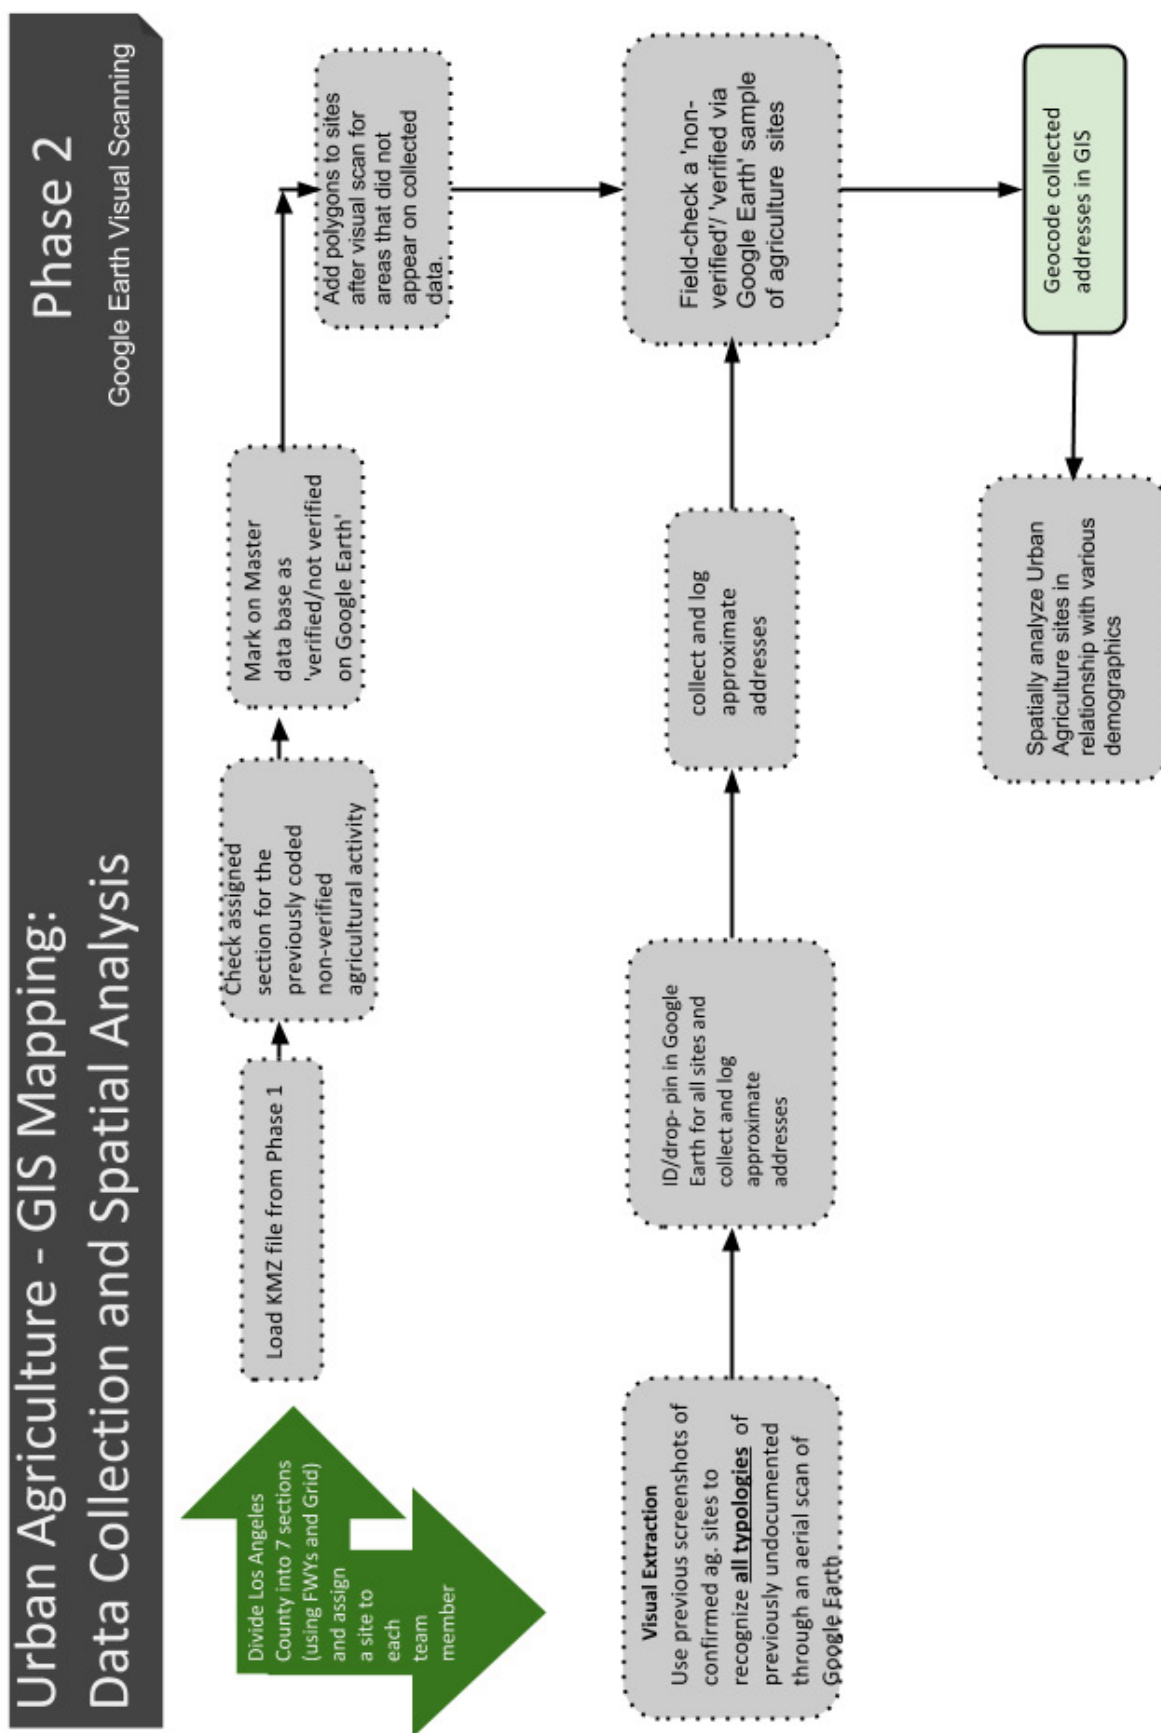 Urban Agriculture - GIS Mapping:
Data Collection and Spatial Analysis
Phase 2
Google Earth Visual Scanning
Divide Los Angeles
County into 7 sections
(using FWYs and Grid)
and assign
a site to
each
team
member
Load KMZ file from Phase 1
Check assigned
section for the
previously coded
non-verified
agricultural activity
Mark on Master
data base as
'verified/not verified
on Google Earth'
Add polygons to sites
after visual scan for
areas that did not
appear on collected
data.
Visual Extraction
Use previous screenshots of
confirmed ag. sites to
recognize all typologies of
previously undocumented
through an aerial scan of
Google Earth
ID/drop- pin in Google
Earth for all sites and
collect and log
approximate
addresses
collect and log
approximate
addresses
Field-check a 'non-
verified'/ 'verified via
Google Earth' sample
of agriculture sites
Geocode collected
addresses in GIS
Spatially analyze Urban
Agriculture sites in
relationship with various
demographics